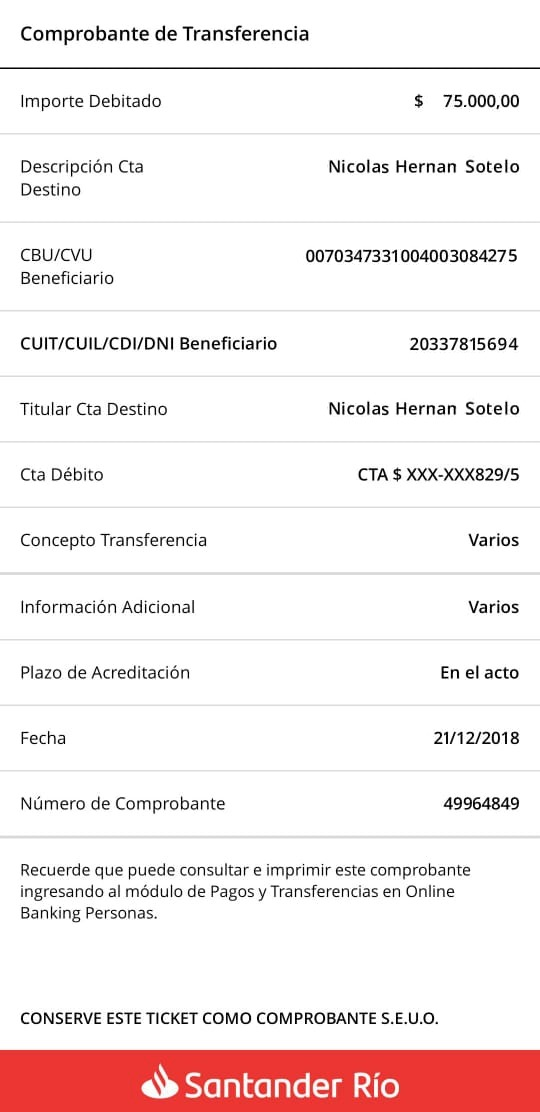 Comprobante de Transferencia
Importe Debitado $ 75.000,00
Descripción Cta Nicolas Hernan Sotelo
Destino
CBU/CVU 0070347331004003084275
Beneficiario
CUIT/CUIL/CDI/DNI Beneficiario 20337815694
Titular Cta Destino Nicolas Hernan Sotelo
Cta Débito CTA $ XXX-XXX829/5
Concepto Transferencia Varios
Información Adicional Varios
Plazo de Acreditación En el acto
Fecha 21/12/2018
Número de Comprobante 49964849
Recuerde que puede consultar e imprimir este comprobante
ingresando al módulo de Pagos y Transferencias en Online
Banking Personas.
CONSERVE ESTE TICKET COMO COMPROBANTE S.E.U.O.
Santander Río